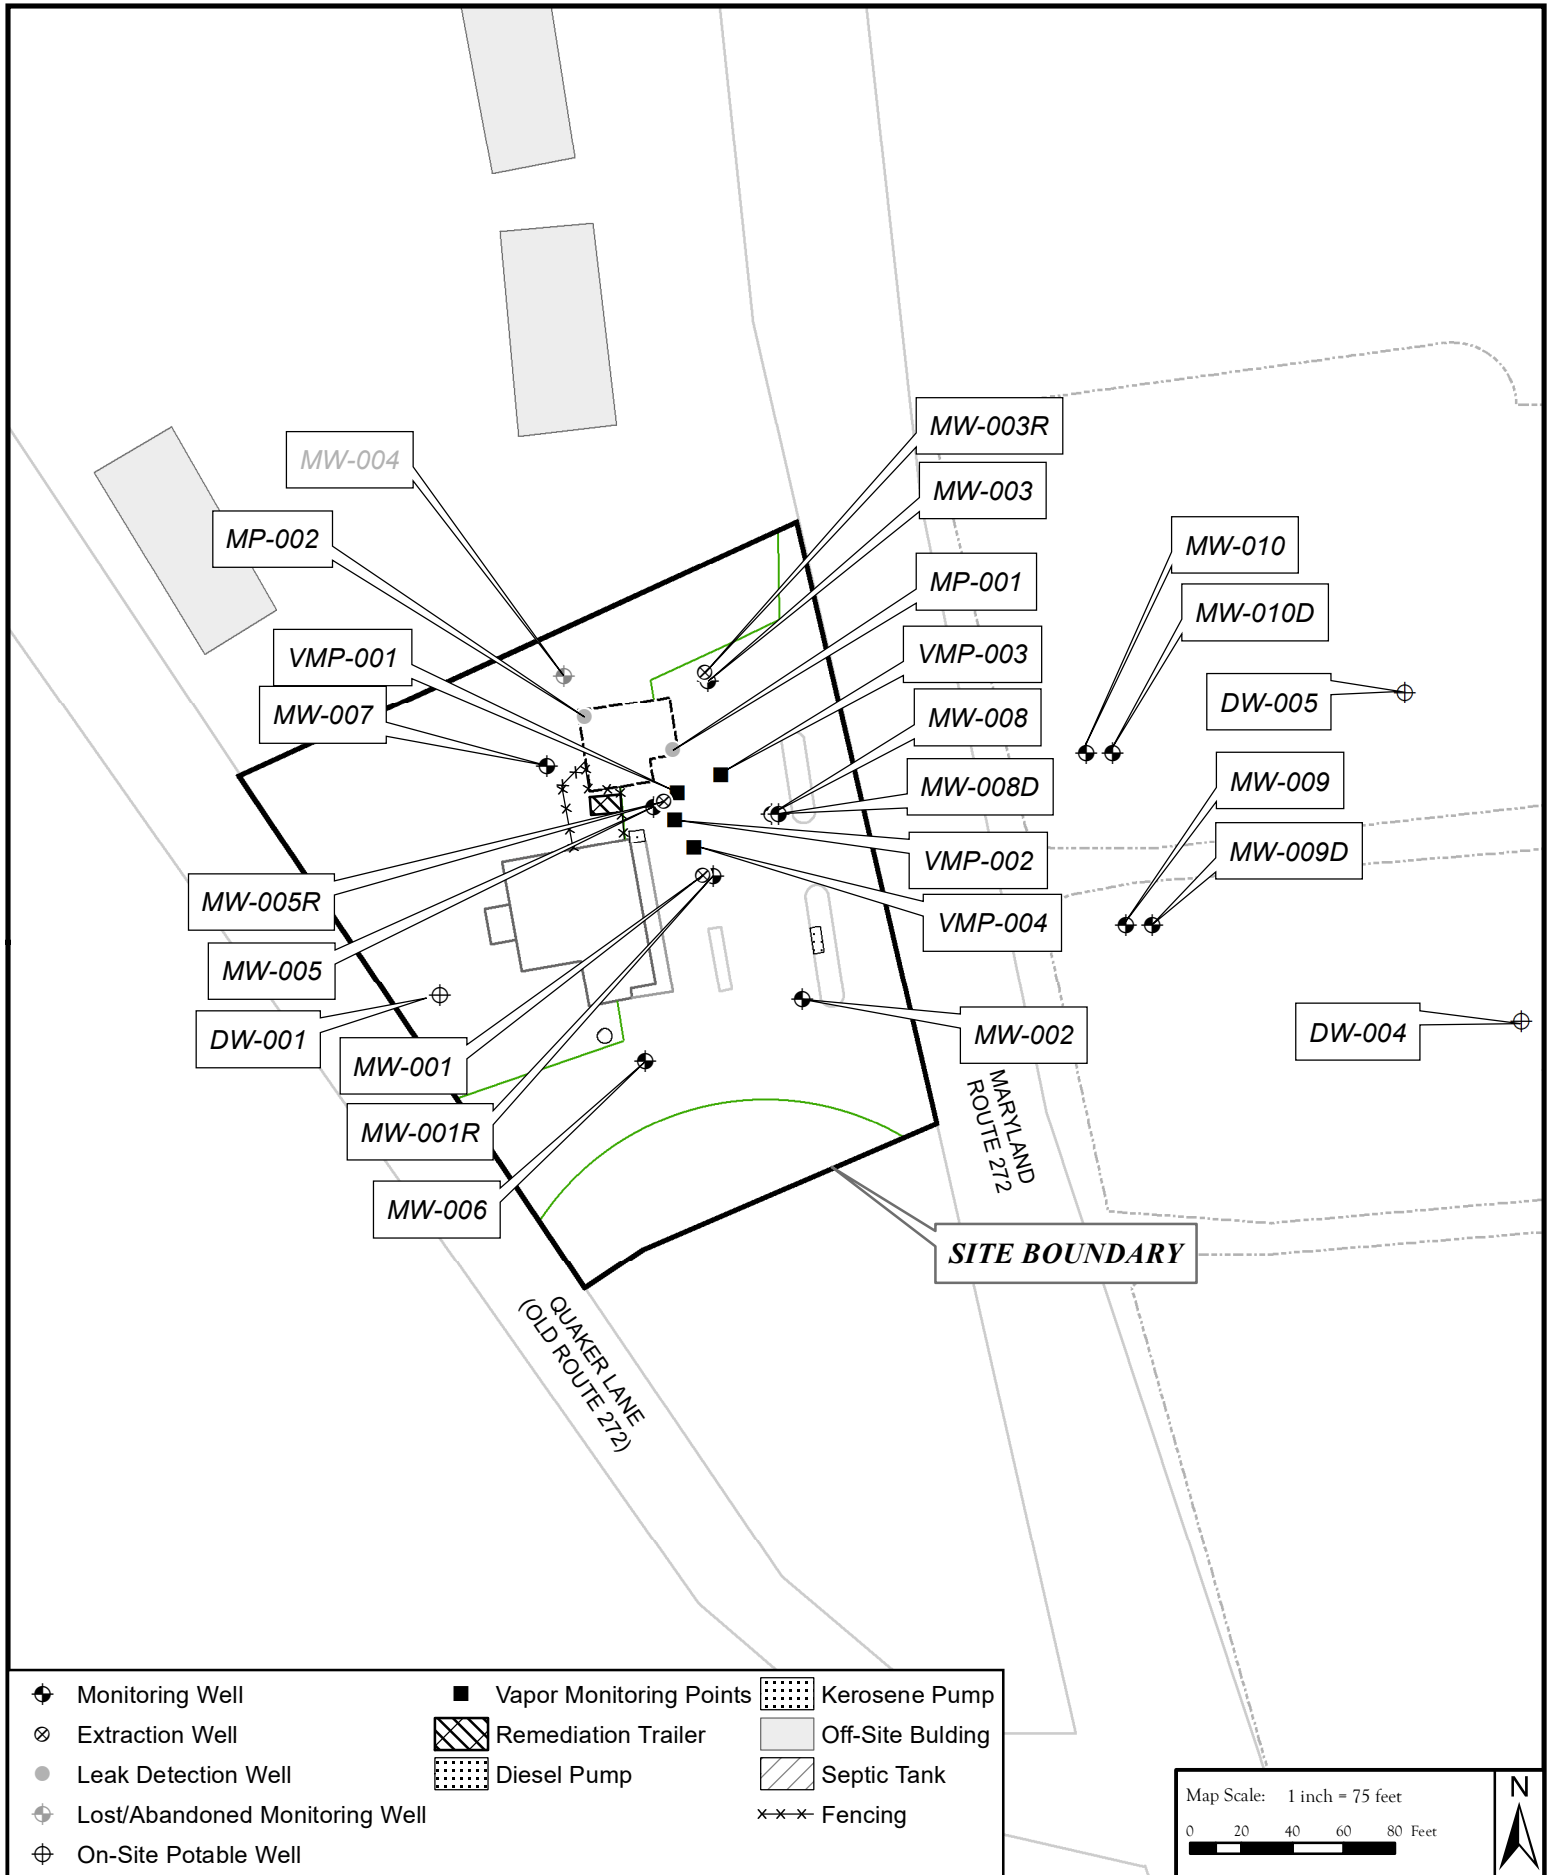 MW-003R
MW-004
MW-003
MP-002
MW-010
MP-001
MW-010D
VMP-001
VMP-003
DW-005
MW-007
MW-008
MW-009
MW-008D
MW-009D
VMP-002
MW-005R
VMP-004
MW-005
DW-001
MW-002
DW-004
MW-001
MW-001R
MARYLAND
ROUTE 272
MW-006
SITE BOUNDARY
QUAKER LANE
(OLD ROUTE 272)
Monitoring Well
Extraction Well
Leak Detection Well
Lost/Abandoned Monitoring Well
On-Site Potable Well
Vapor Monitoring Points
Remediation Trailer
Diesel Pump
Kerosene Pump
Off-Site Bulding
Septic Tank
Fencing
Map Scale: 1 inch = 75 feet
0 20 40 60 80 Feet
N